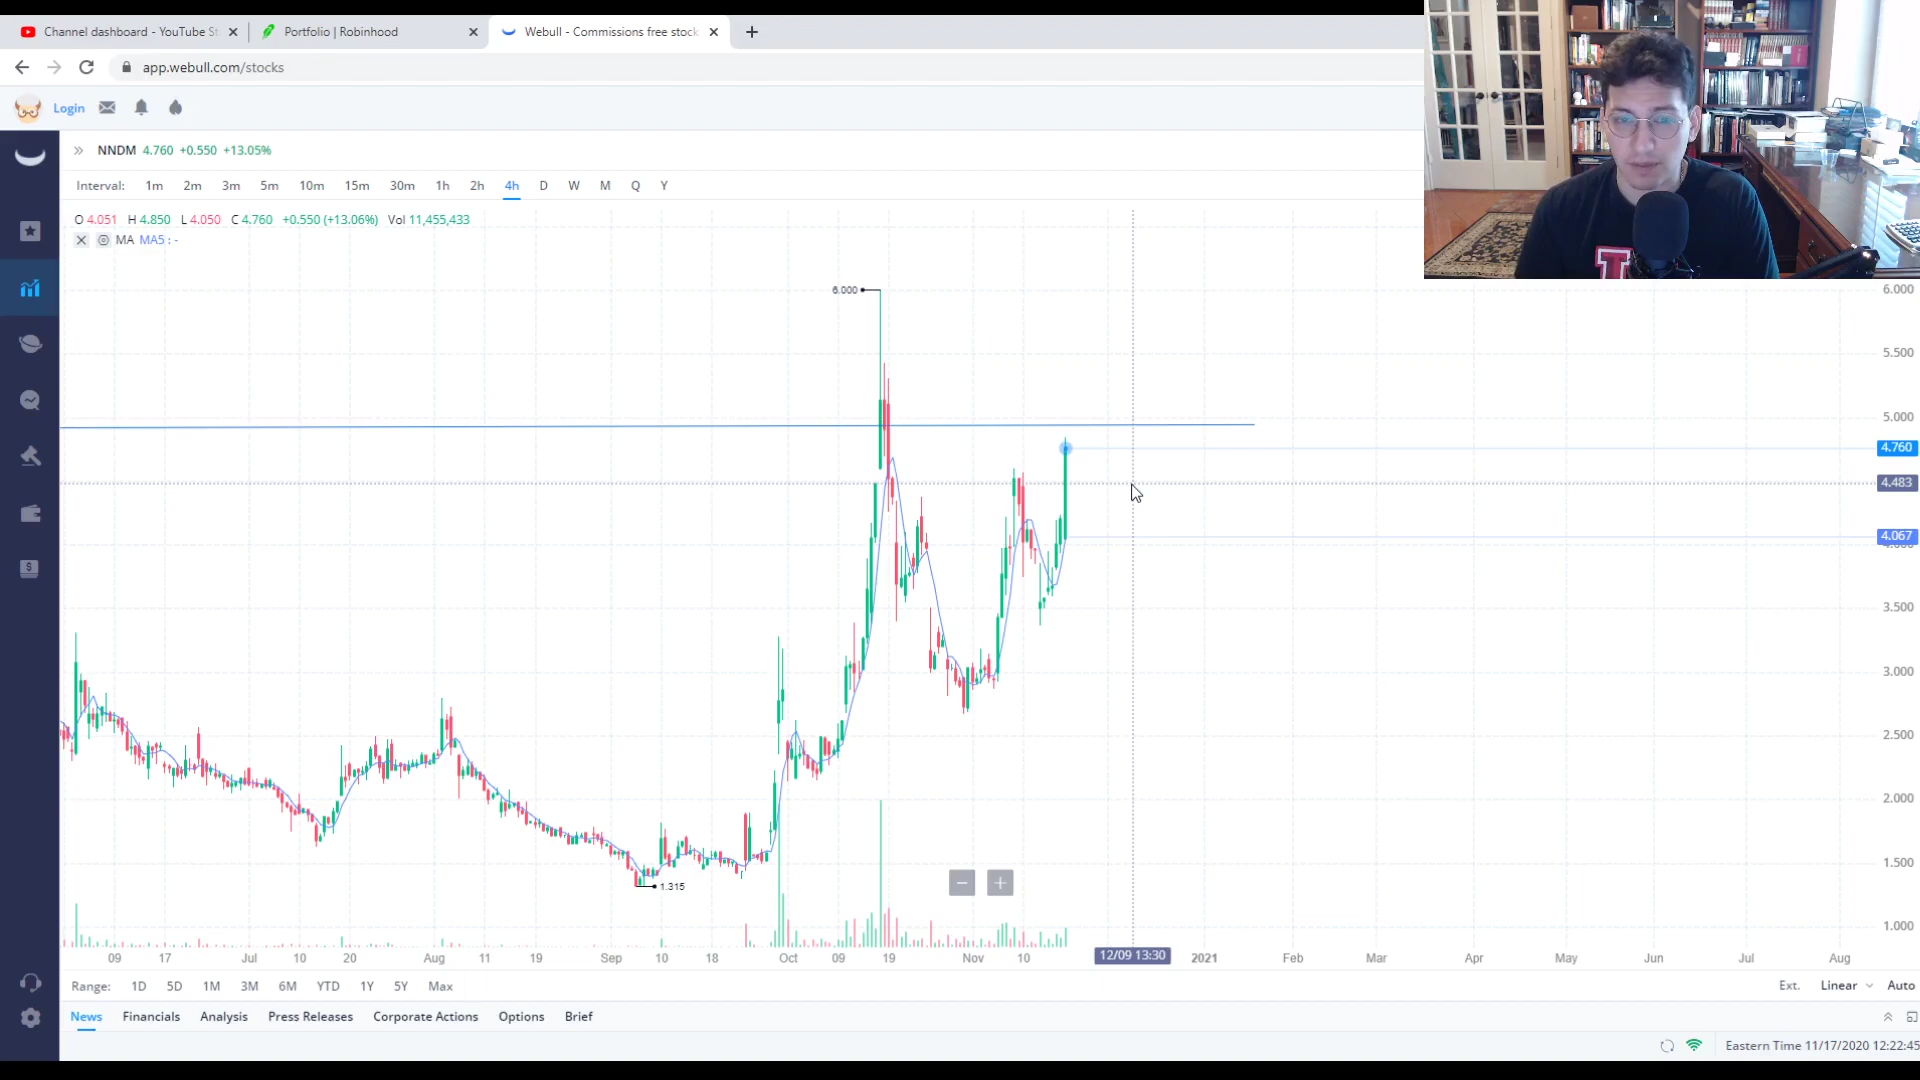 Channel dashboard - YouTube St
Portfolio | Robinhood
Webull - Commissions free stock
app.webull.com/stocks
Login
NNDM 4.760 +0.550 +13.05%
Interval: 1m 2m 3m 5m 10m 15m 30m 1h 2h 4h D W M Q Y
O 4.051 H 4.850 L 4.050 C 4.760 +0.550 (+13.06%) Vol 11,455,433
MA MA5 : -
6.000
6.000
5.500
5.000
4.760
4.483
4.067
4.000
3.500
3.000
2.500
2.000
1.500
1.315
1.000
09 17 Jul 10 20 Aug 11 19 Sep 10 18 Oct 09 19 Nov 10 12/09 13:30 2021 Feb Mar Apr May Jun Jul Aug
Range: 1D 5D 1M 3M 6M YTD 1Y 5Y Max
Ext. Linear Auto
News Financials Analysis Press Releases Corporate Actions Options Brief
Eastern Time 11/17/2020 12:22:45